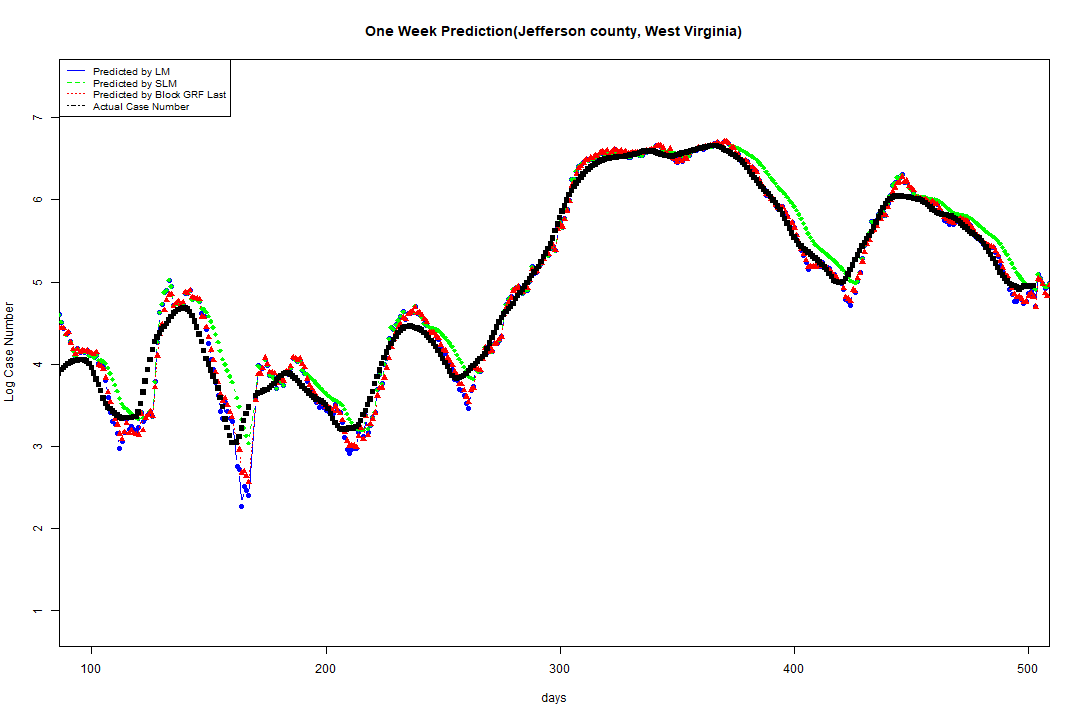 One Week Prediction(Jefferson county, West Virginia)
Predicted by LM
Predicted by SLM
Predicted by Block GRF Last
Actual Case Number
Log Case Number
7
6
5
4
3
2
1
100 200 300 400 500
days